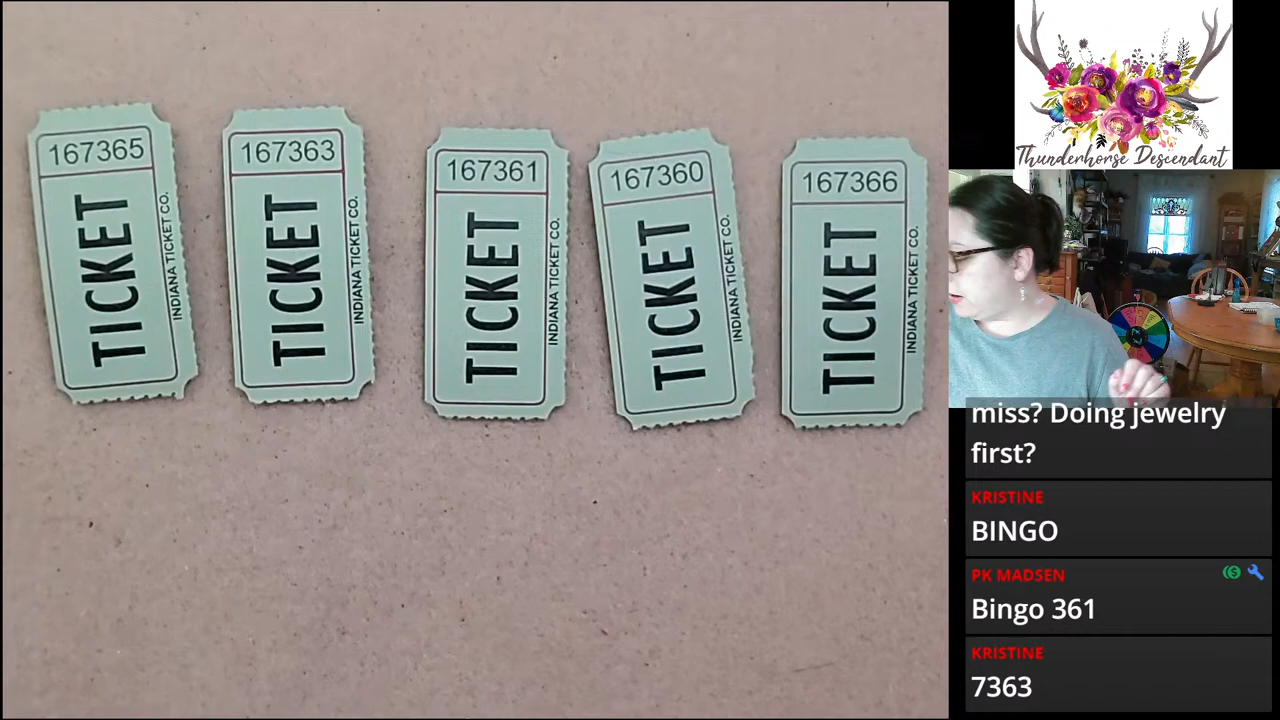 167365
TICKET
INDIANA TICKET CO.
167363
TICKET
INDIANA TICKET CO.
167361
TICKET
INDIANA TICKET CO.
167360
TICKET
INDIANA TICKET CO.
167366
TICKET
INDIANA TICKET CO.
Thunderhorse Descendant
miss? Doing jewelry
first?
KRISTINE
BINGO
PK MADSEN
Bingo 361
KRISTINE
7363